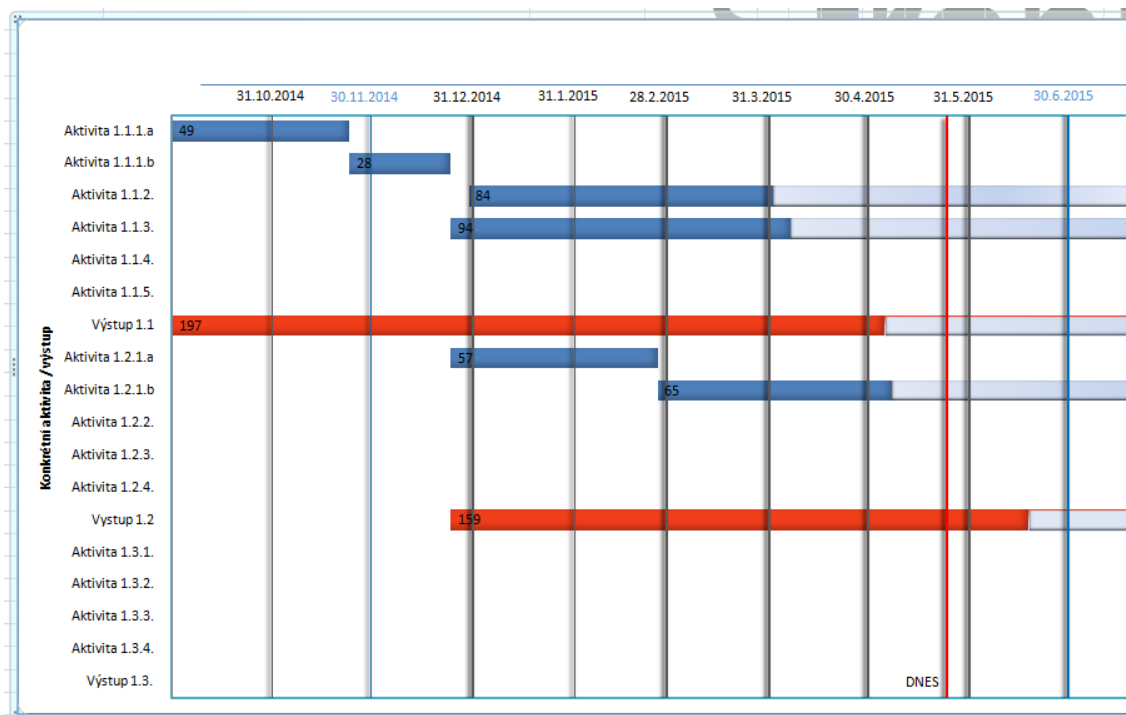 31.10.2014 30.11.2014 31.12.2014 31.1.2015 28.2.2015 31.3.2015 30.4.2015 31.5.2015 30.6.2015
Aktivita 1.1.1.a 49
Aktivita 1.1.1.b 28
Aktivita 1.1.2. 84
Aktivita 1.1.3. 94
Aktivita 1.1.4.
Aktivita 1.1.5.
Výstup 1.1 197
Aktivita 1.2.1.a 57
Aktivita 1.2.1.b 65
Aktivita 1.2.2.
Aktivita 1.2.3.
Aktivita 1.2.4.
Vystup 1.2 159
Aktivita 1.3.1.
Aktivita 1.3.2.
Aktivita 1.3.3.
Aktivita 1.3.4.
Výstup 1.3. DNES
Konkrétní aktivita / výstup